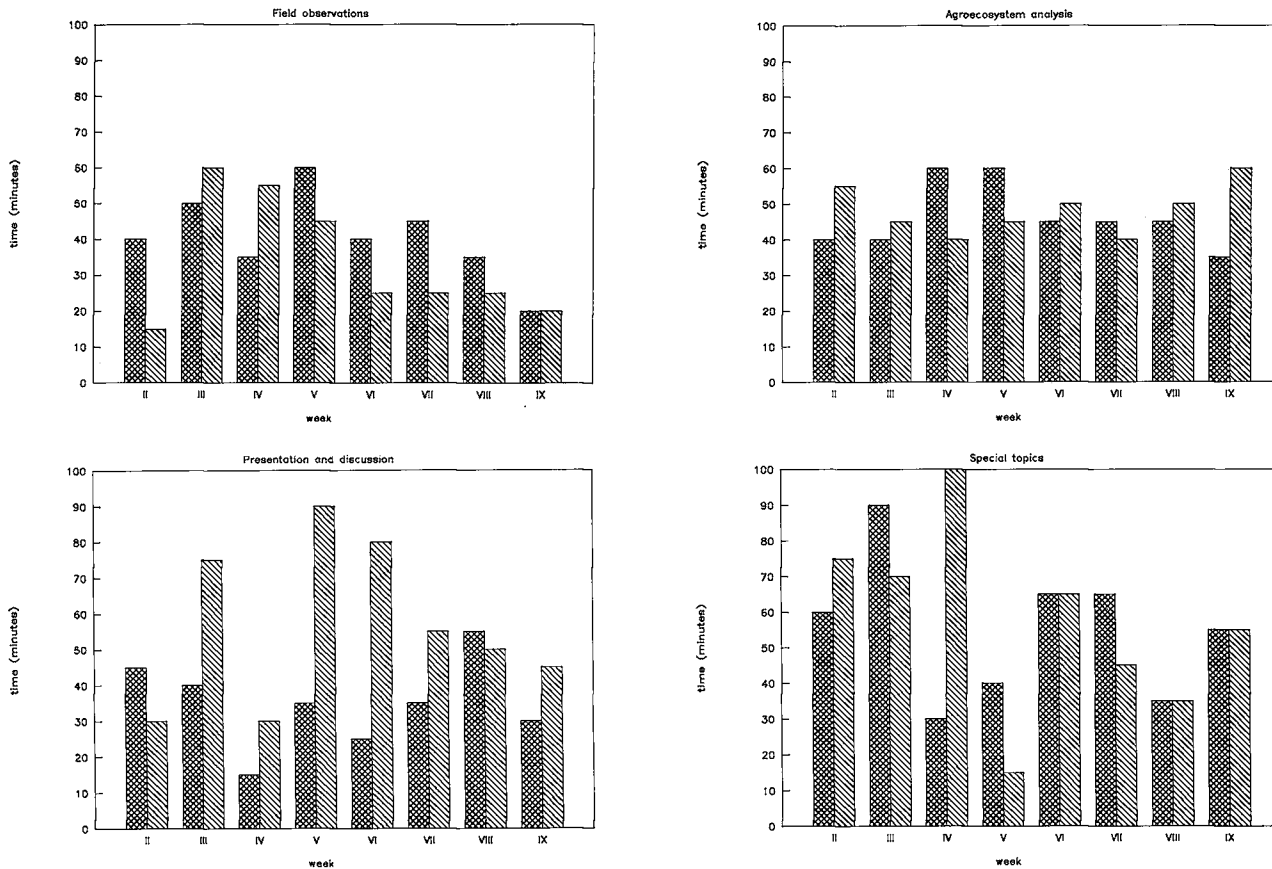 Field observations
100
90
80
70
60
50
40
30
20
10
0
time (minutes)
II III IV V VI VII VIII IX
week
Agroecosystem analysis
100
90
80
70
60
50
40
30
20
10
0
time (minutes)
II III IV V VI VII VIII IX
week
Presentation and discussion
100
90
80
70
60
50
40
30
20
10
0
time (minutes)
II III IV V VI VII VIII IX
week
Special topics
100
90
80
70
60
50
40
30
20
10
0
time (minutes)
II III IV V VI VII VIII IX
week